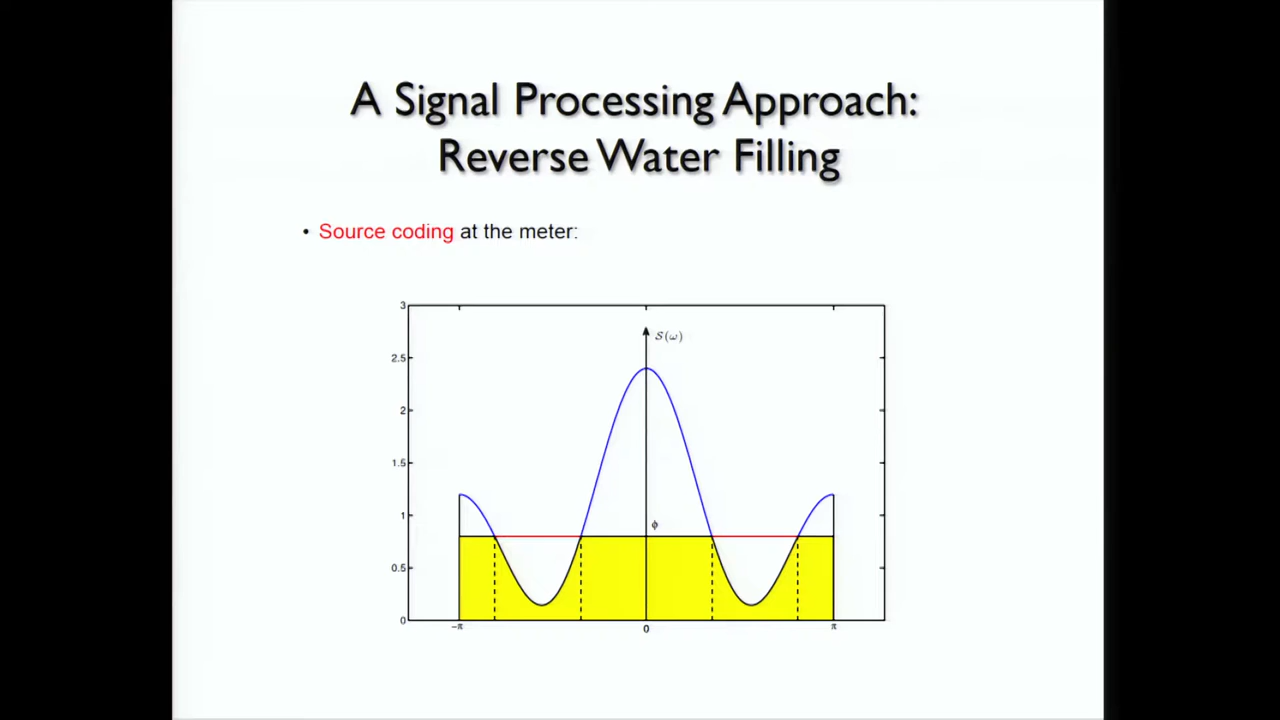 A Signal Processing Approach:
Reverse Water Filling
• Source coding at the meter:
3
S(ω)
2.5
2
1.5
1
ϕ
0.5
0
-π
0
π